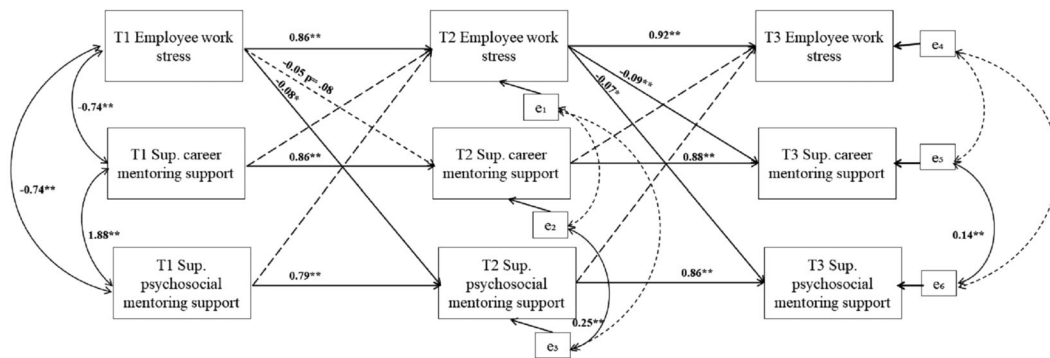 T1 Employee work
stress
0.86**
T2 Employee work
stress
0.92**
T3 Employee work
stress
e₄
-0.05 p=.08
-0.08*
-0.09**
-0.07*
e₁
-0.74**
T1 Sup. career
mentoring support
0.86**
T2 Sup. career
mentoring support
0.88**
T3 Sup. career
mentoring support
e₅
-0.74**
e₂
1.88**
0.14**
T1 Sup.
psychosocial
mentoring support
0.79**
T2 Sup.
psychosocial
mentoring support
0.86**
T3 Sup.
psychosocial
mentoring support
e₆
0.25**
e₃